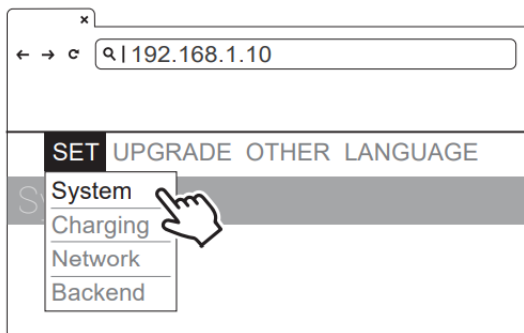 192.168.1.10
SET UPGRADE OTHER LANGUAGE
System
Charging
Network
Backend